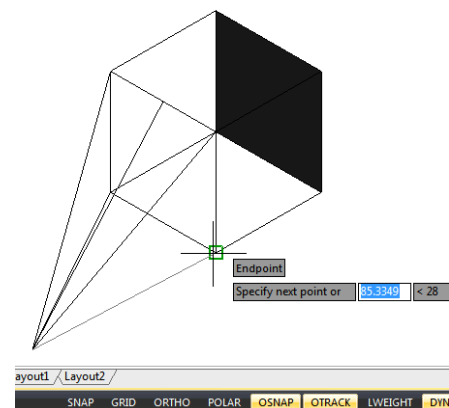 Endpoint
Specify next point or 85.3349 < 28
ayout1 Layout2
SNAP GRID ORTHO POLAR OSNAP OTRACK LWEIGHT DYN